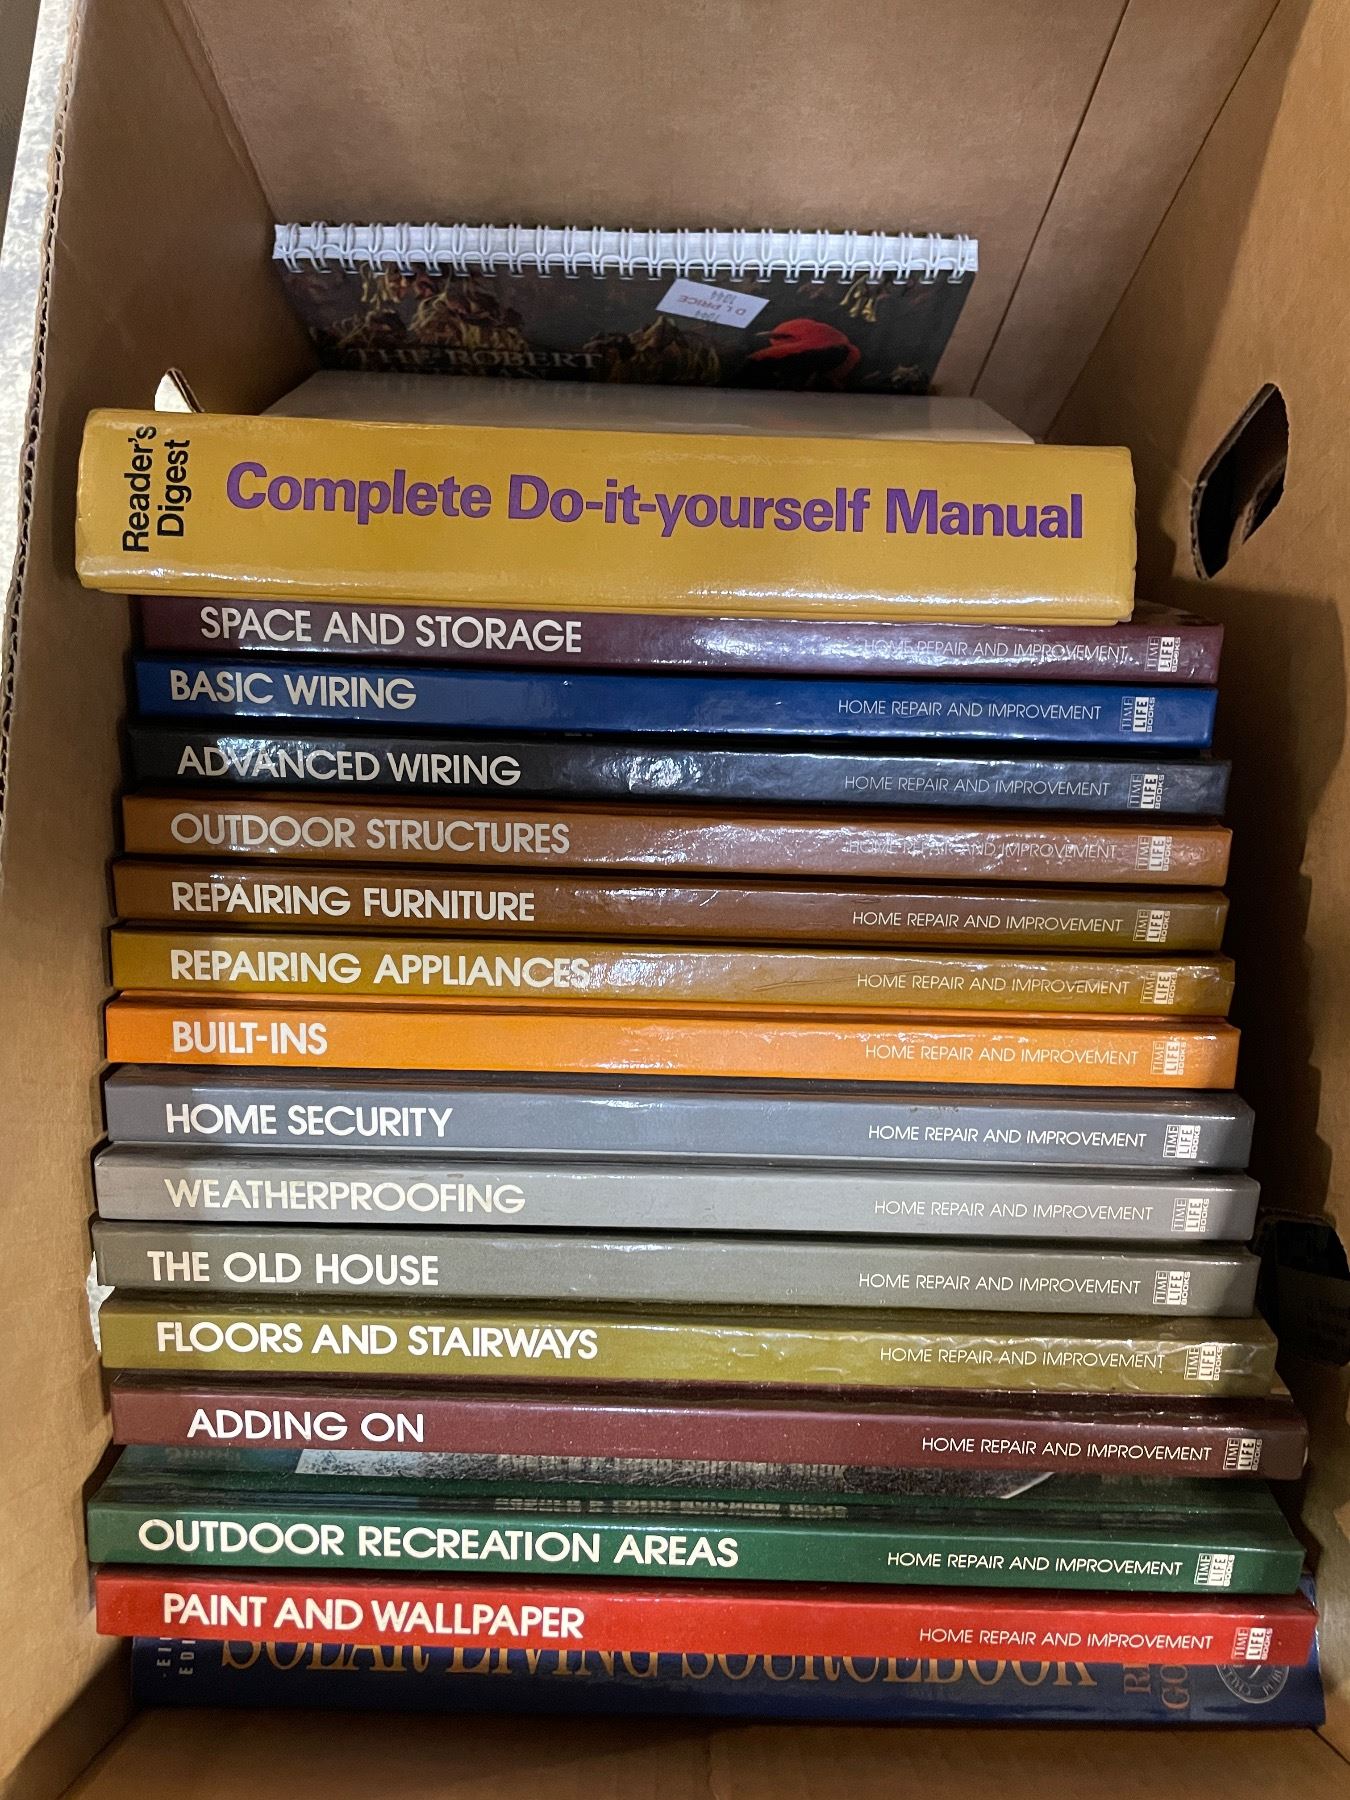 D L PRICE
1044
1044
THE ROBERT
Reader's
Digest
Complete Do-it-yourself Manual
SPACE AND STORAGE HOME REPAIR AND IMPROVEMENT TIME LIFE BOOKS
BASIC WIRING HOME REPAIR AND IMPROVEMENT TIME LIFE BOOKS
ADVANCED WIRING HOME REPAIR AND IMPROVEMENT TIME LIFE BOOKS
OUTDOOR STRUCTURES HOME REPAIR AND IMPROVEMENT TIME LIFE BOOKS
REPAIRING FURNITURE HOME REPAIR AND IMPROVEMENT TIME LIFE BOOKS
REPAIRING APPLIANCES HOME REPAIR AND IMPROVEMENT TIME LIFE BOOKS
BUILT-INS HOME REPAIR AND IMPROVEMENT TIME LIFE BOOKS
HOME SECURITY HOME REPAIR AND IMPROVEMENT TIME LIFE BOOKS
WEATHERPROOFING HOME REPAIR AND IMPROVEMENT TIME LIFE BOOKS
THE OLD HOUSE HOME REPAIR AND IMPROVEMENT TIME LIFE BOOKS
FLOORS AND STAIRWAYS HOME REPAIR AND IMPROVEMENT TIME LIFE BOOKS
ADDING ON HOME REPAIR AND IMPROVEMENT TIME LIFE BOOKS
OUTDOOR RECREATION AREAS HOME REPAIR AND IMPROVEMENT TIME LIFE BOOKS
PAINT AND WALLPAPER HOME REPAIR AND IMPROVEMENT TIME LIFE BOOKS
SOLAR LIVING SOURCEBOOK